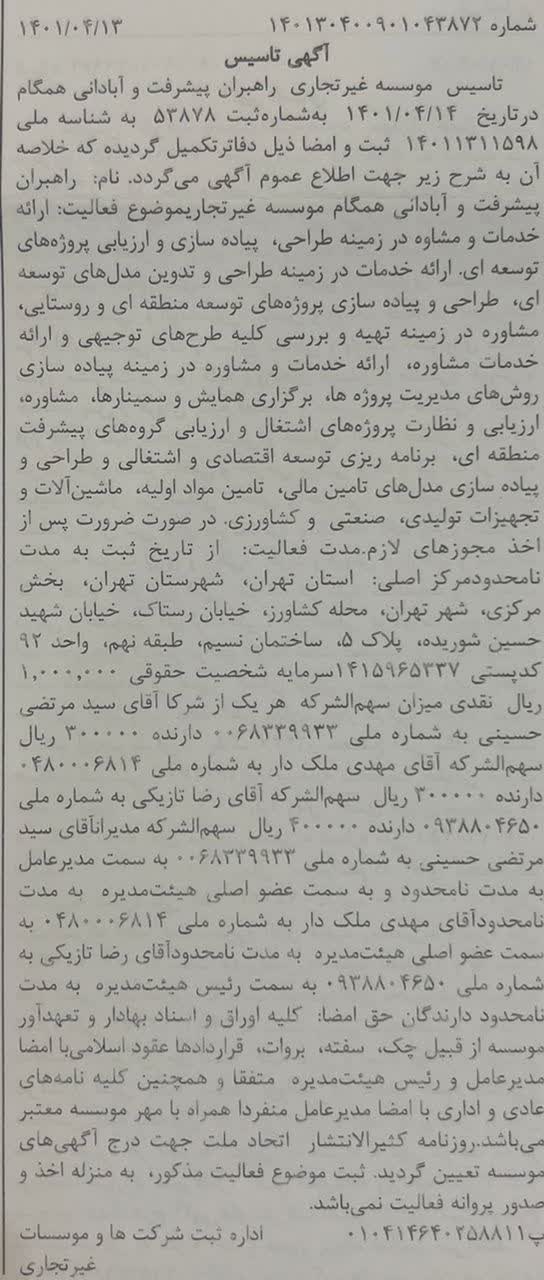 شماره ۱۴۰۱۳۰۴۰۰۹۰۱۰۴۳۸۷۲ ۱۴۰۱/۰۴/۱۳
آگهی تاسیس
تاسیس موسسه غیرتجاری راهبران پیشرفت و آبادانی همگام
درتاریخ ۱۴۰۱/۰۴/۱۴ به‌شماره‌ثبت ۵۳۸۷۸ به شناسه ملی
۱۴۰۱۱۳۱۱۵۹۸ ثبت و امضا ذیل دفاترتکمیل گردیده که خلاصه
آن به شرح زیر جهت اطلاع عموم آگهی می‌گردد. نام: راهبران
پیشرفت و آبادانی همگام موسسه غیرتجاریموضوع فعالیت: ارائه
خدمات و مشاوه در زمینه طراحی، پیاده سازی و ارزیابی پروژه‌های
توسعه ای. ارائه خدمات در زمینه طراحی و تدوین مدل‌های توسعه
ای، طراحی و پیاده سازی پروژه‌های توسعه منطقه ای و روستایی،
مشاوره در زمینه تهیه و بررسی کلیه طرح‌های توجیهی و ارائه
خدمات مشاوره، ارائه خدمات و مشاوره در زمینه پیاده سازی
روش‌های مدیریت پروژه ها، برگزاری همایش و سمینارها، مشاوره،
ارزیابی و نظارت پروژه‌های اشتغال و ارزیابی گروه‌های پیشرفت
منطقه ای، برنامه ریزی توسعه اقتصادی و اشتغالی و طراحی و
پیاده سازی مدل‌های تامین مالی، تامین مواد اولیه، ماشین‌آلات و
تجهیزات تولیدی، صنعتی و کشاورزی. در صورت ضرورت پس از
اخذ مجوزهای لازم.مدت فعالیت: از تاریخ ثبت به مدت
نامحدودمرکز اصلی: استان تهران، شهرستان تهران، بخش
مرکزی، شهر تهران، محله کشاورز، خیابان رستاک، خیابان شهید
حسین شوریده، پلاک ۵، ساختمان نسیم، طبقه نهم، واحد ۹۲
کدپستی ۱۴۱۵۹۶۵۳۳۷سرمایه شخصیت حقوقی ۱,۰۰۰,۰۰۰
ریال نقدی میزان سهم‌الشرکه هر یک از شرکا آقای سید مرتضی
حسینی به شماره ملی ۰۰۶۸۳۳۹۹۳۳ دارنده ۳۰۰۰۰۰ ریال
سهم‌الشرکه آقای مهدی ملک دار به شماره ملی ۰۴۸۰۰۰۶۸۱۴
دارنده ۳۰۰۰۰۰ ریال سهم‌الشرکه آقای رضا تازیکی به شماره ملی
۰۹۳۸۸۰۴۶۵۰ دارنده ۴۰۰۰۰۰ ریال سهم‌الشرکه مدیرانآقای سید
مرتضی حسینی به شماره ملی ۰۰۶۸۳۳۹۹۳۳ به سمت مدیرعامل
به مدت نامحدود و به سمت عضو اصلی هیئت‌مدیره به مدت
نامحدودآقای مهدی ملک دار به شماره ملی ۰۴۸۰۰۰۶۸۱۴ به
سمت عضو اصلی هیئت‌مدیره به مدت نامحدودآقای رضا تازیکی به
شماره ملی ۰۹۳۸۸۰۴۶۵۰ به سمت رئیس هیئت‌مدیره به مدت
نامحدود دارندگان حق امضا: کلیه اوراق و اسناد بهادار و تعهدآور
موسسه از قبیل چک، سفته، بروات، قراردادها عقود اسلامی‌با امضا
مدیرعامل و رئیس هیئت‌مدیره متفقا و همچنین کلیه نامه‌های
عادی و اداری با امضا مدیرعامل منفردا همراه با مهر موسسه معتبر
می‌باشد.روزنامه کثیرالانتشار اتحاد ملت جهت درج آگهی‌های
موسسه تعیین گردید. ثبت موضوع فعالیت مذکور، به منزله اخذ و
صدور پروانه فعالیت نمی‌باشد.
پ۰۱۰۴۱۴۶۴۰۲۵۸۸۱۱ اداره ثبت شرکت ها و موسسات
غیرتجاری